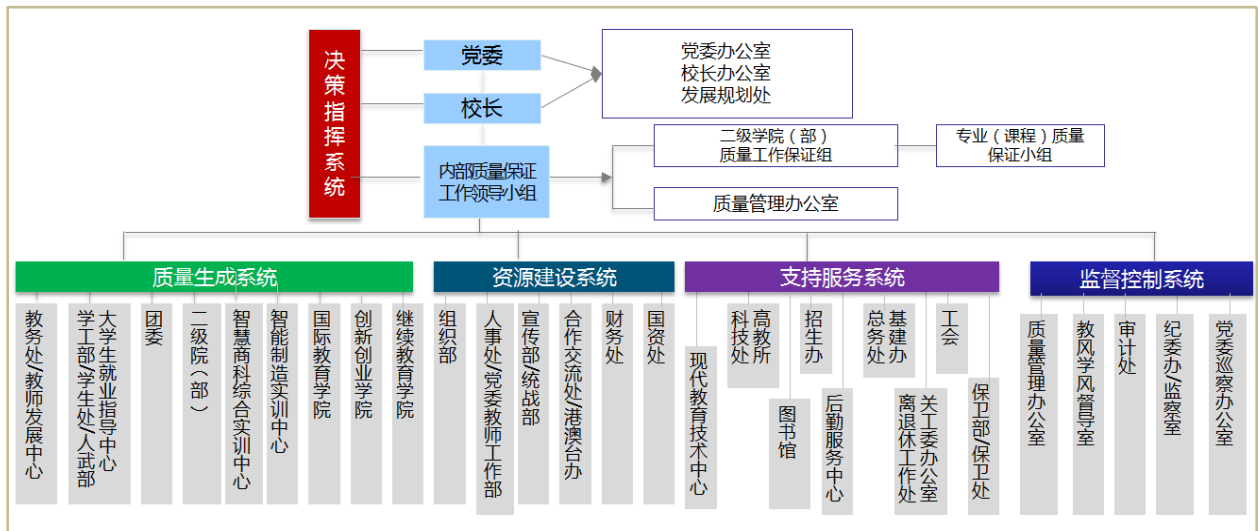 决策指挥系统
党委
校长
内部质量保证
工作领导小组
党委办公室
校长办公室
发展规划处
二级学院（部）
质量工作保证组
专业（课程）质量
保证小组
质量管理办公室
质量生成系统
教务处/教师发展中心
大学生就业指导中心
学工部/学生处/人武部
团委
二级院（部）
智慧商科综合实训中心
智能制造实训中心
国际教育学院
创新创业学院
继续教育学院
资源建设系统
组织部
人事处/党委教师工作部
宣传部/统战部
合作交流处/港澳台办
财务处
国资处
支持服务系统
现代教育技术中心
高教所
科技处
图书馆
招生办
后勤服务中心
基建办
总务处
关工委办公室
离退休工作处
工会
保卫部/保卫处
监督控制系统
质量管理办公室
教风学风督导室
审计处
纪委办/监察室
党委巡察办公室